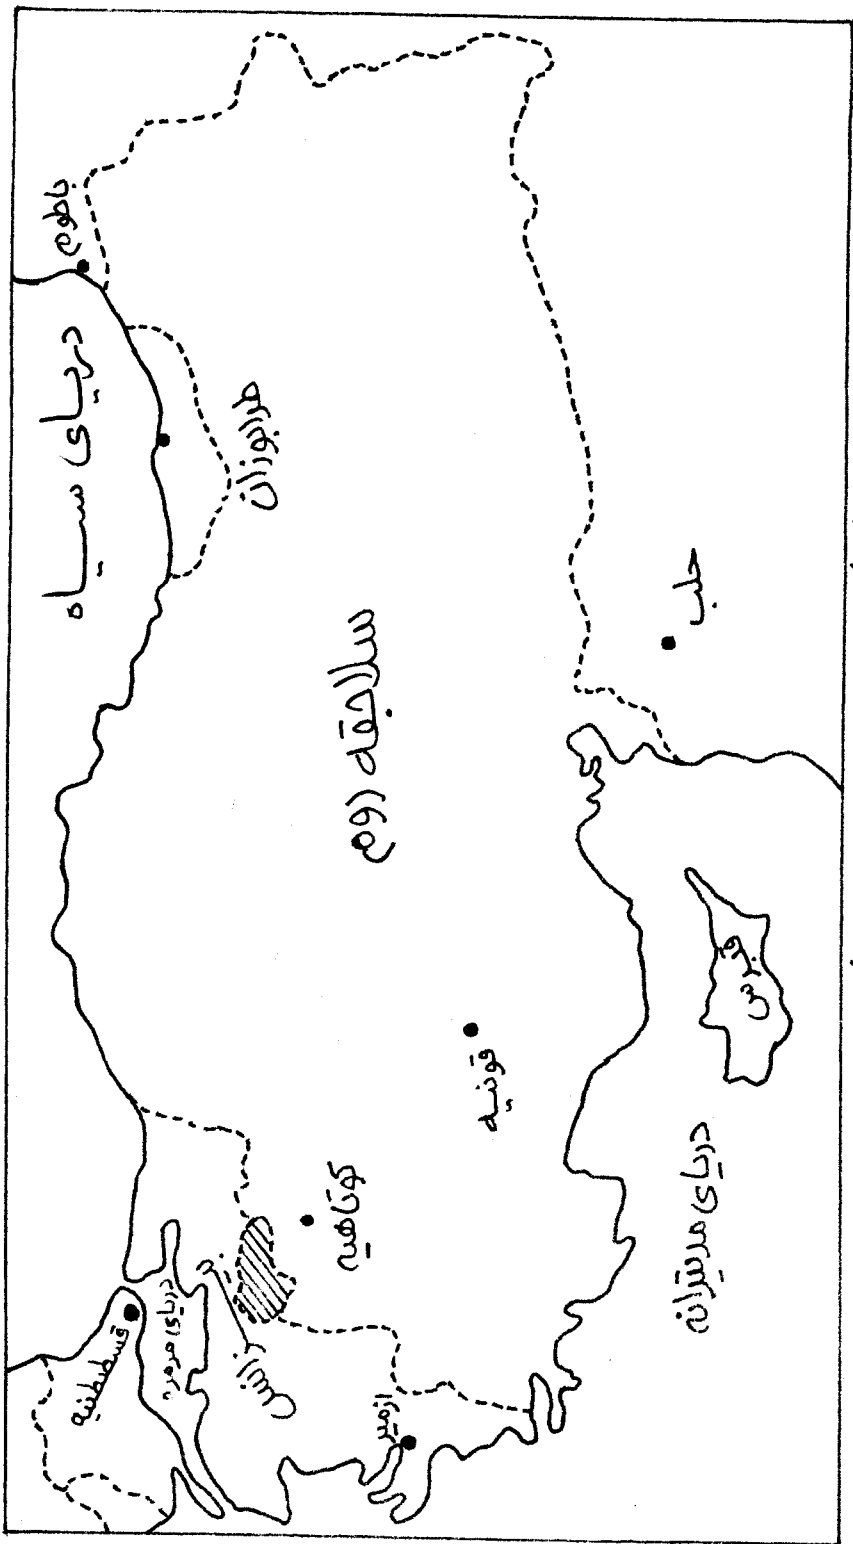 باطوم
دریای سیاه
طرابوزان
سلاجقه روم
حلب
قبرس
قونیه
دریای مدیترانه
کوتاهیه
دریای مرمره
قسطنطنیه
ازمیر